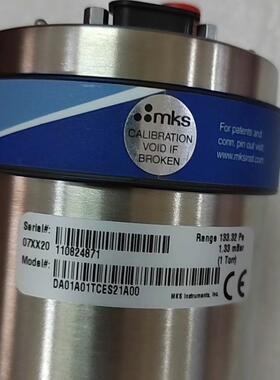 mks
CALIBRATION
VOID IF
BROKEN
For patents and
conn. pin out visit:
www.mksinst.com
Serial#:
07XX20 110824871
Range 133.32 Pa
1.33 mBar
(1 Torr)
Model#:
DA01A01TCES21A00
CE
MKS Instruments, Inc.